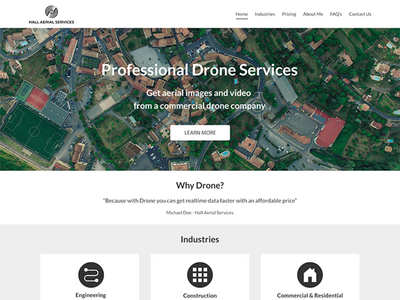 HALL AERIAL SERVICES
Home Industries Pricing About Me FAQ's Contact Us
Professional Drone Services
Get aerial images and video
from a commercial drone company
LEARN MORE
Why Drone?
"Because with Drone you can get realtime data faster with an affordable price"
Michael Doe - Hall Aerial Services
Industries
Engineering Construction Commercial & Residential